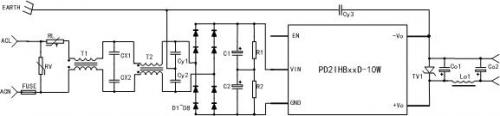 EARTH
Cy3
ACL
RL
T1
CX1
T2
Cy1
C1
R1
EN
-Vo
RV
VIN
PD21HBxxD-10W
TV1
Co1
Co2
Lo1
CX2
Cy2
C2
R2
ACN
FUSE
D1~D8
GND
+Vo